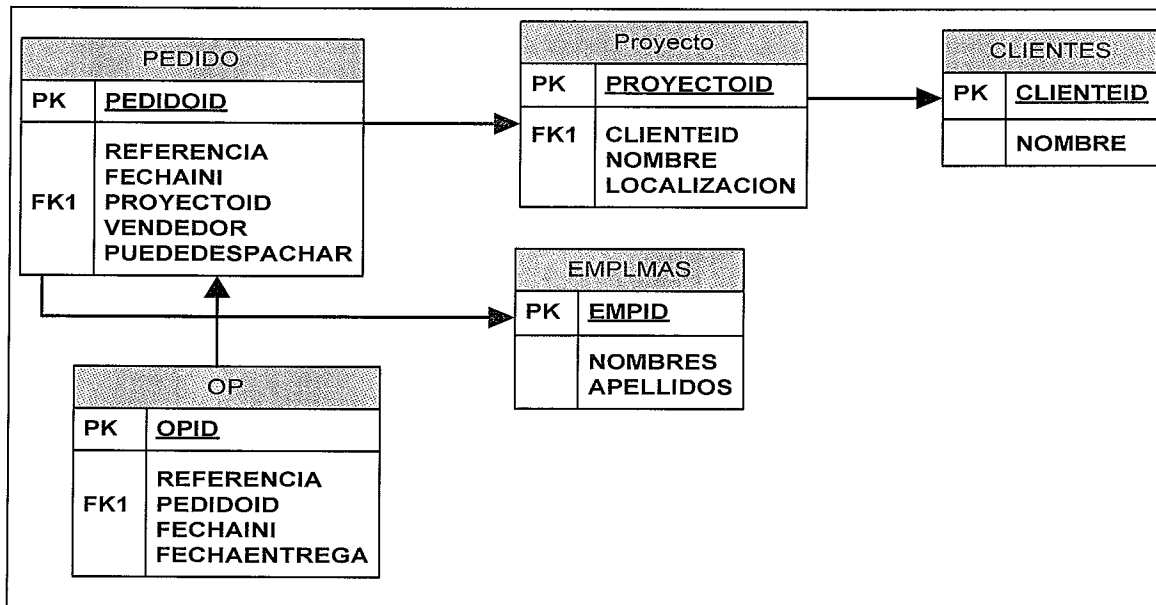 PEDIDO
PK PEDIDOID
REFERENCIA
FECHAINI
FK1 PROYECTOID
VENDEDOR
PUEDEDESPACHAR
Proyecto
PK PROYECTOID
FK1 CLIENTEID
NOMBRE
LOCALIZACION
CLIENTES
PK CLIENTEID
NOMBRE
EMPLMAS
PK EMPID
NOMBRES
APELLIDOS
OP
PK OPID
REFERENCIA
FK1 PEDIDOID
FECHAINI
FECHAENTREGA